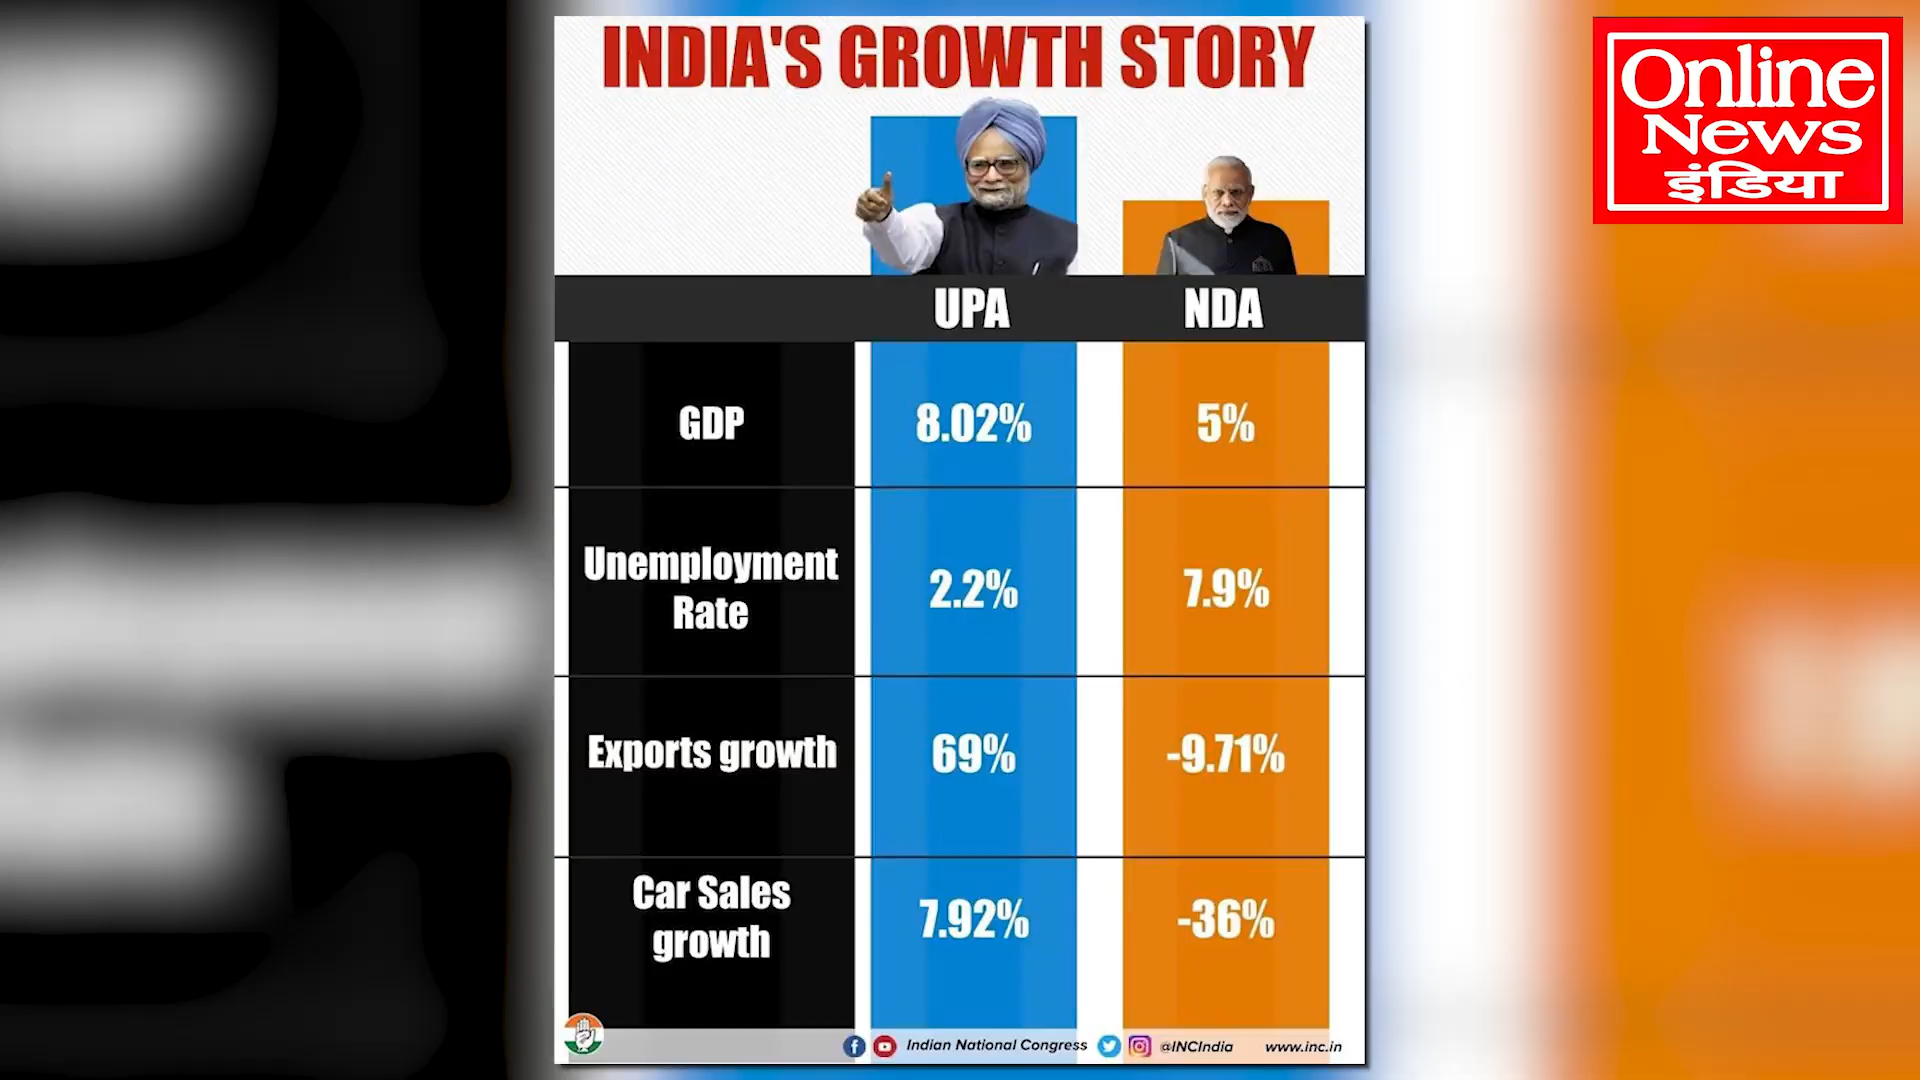 INDIA'S GROWTH STORY
Online
News
इंडिया
UPA NDA
GDP 8.02% 5%
Unemployment
Rate
2.2% 7.9%
Exports growth 69% -9.71%
Car Sales
growth
7.92% -36%
Indian National Congress @INCIndia www.inc.in